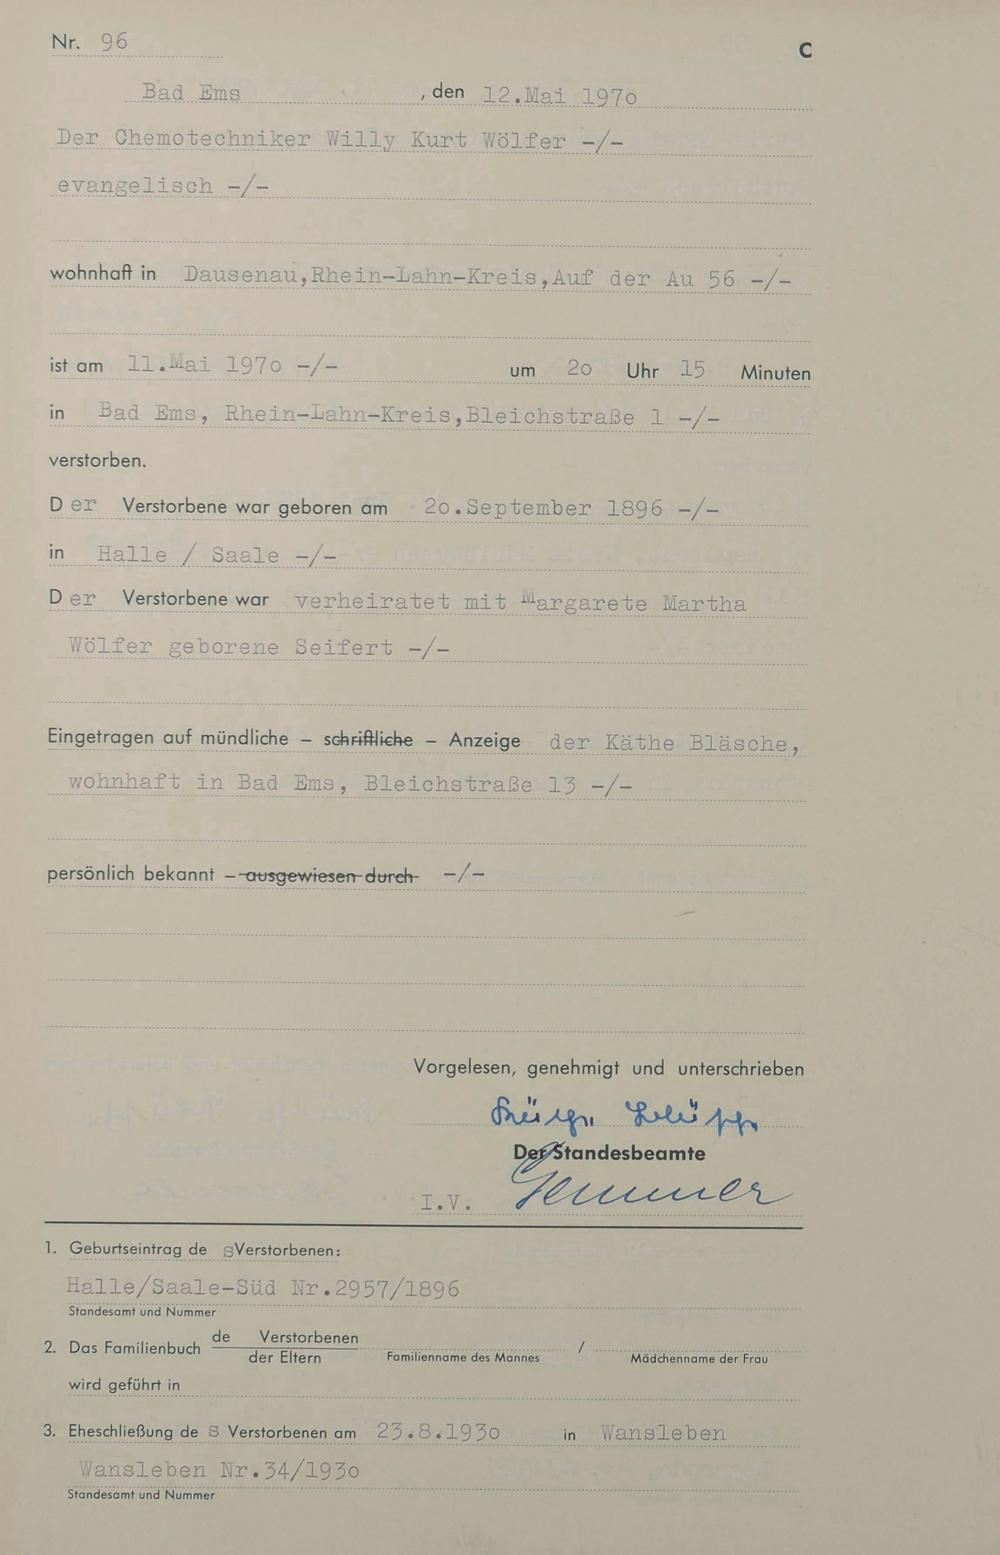 Nr. 96
C
Bad Ems , den 12.Mai 197o
Der Chemotechniker Willy Kurt Wölfer -/-
evangelisch -/-
wohnhaft in Dausenau,Rhein-Lahn-Kreis,Auf der Au 56 -/-
ist am 11.Mai 197o -/- um 2o Uhr 15 Minuten
in Bad Ems, Rhein-Lahn-Kreis,Bleichstraße 1 -/-
verstorben.
Der Verstorbene war geboren am 2o.September 1896 -/-
in Halle / Saale -/-
Der Verstorbene war verheiratet mit Margarete Martha
Wölfer geborene Seifert -/-
Eingetragen auf mündliche – schriftliche – Anzeige der Käthe Bläsche,
wohnhaft in Bad Ems, Bleichstraße 13 -/-
persönlich bekannt – ausgewiesen durch -/-
Vorgelesen, genehmigt und unterschrieben
Der Standesbeamte
I.V. Gemmer
1. Geburtseintrag de s Verstorbenen:
Halle/Saale-Süd Nr.2957/1896
Standesamt und Nummer
2. Das Familienbuch de Verstorbenen
der Eltern Familienname des Mannes / Mädchenname der Frau
wird geführt in
3. Eheschließung de s Verstorbenen am 23.8.193o in Wansleben
Wansleben Nr.34/193o
Standesamt und Nummer